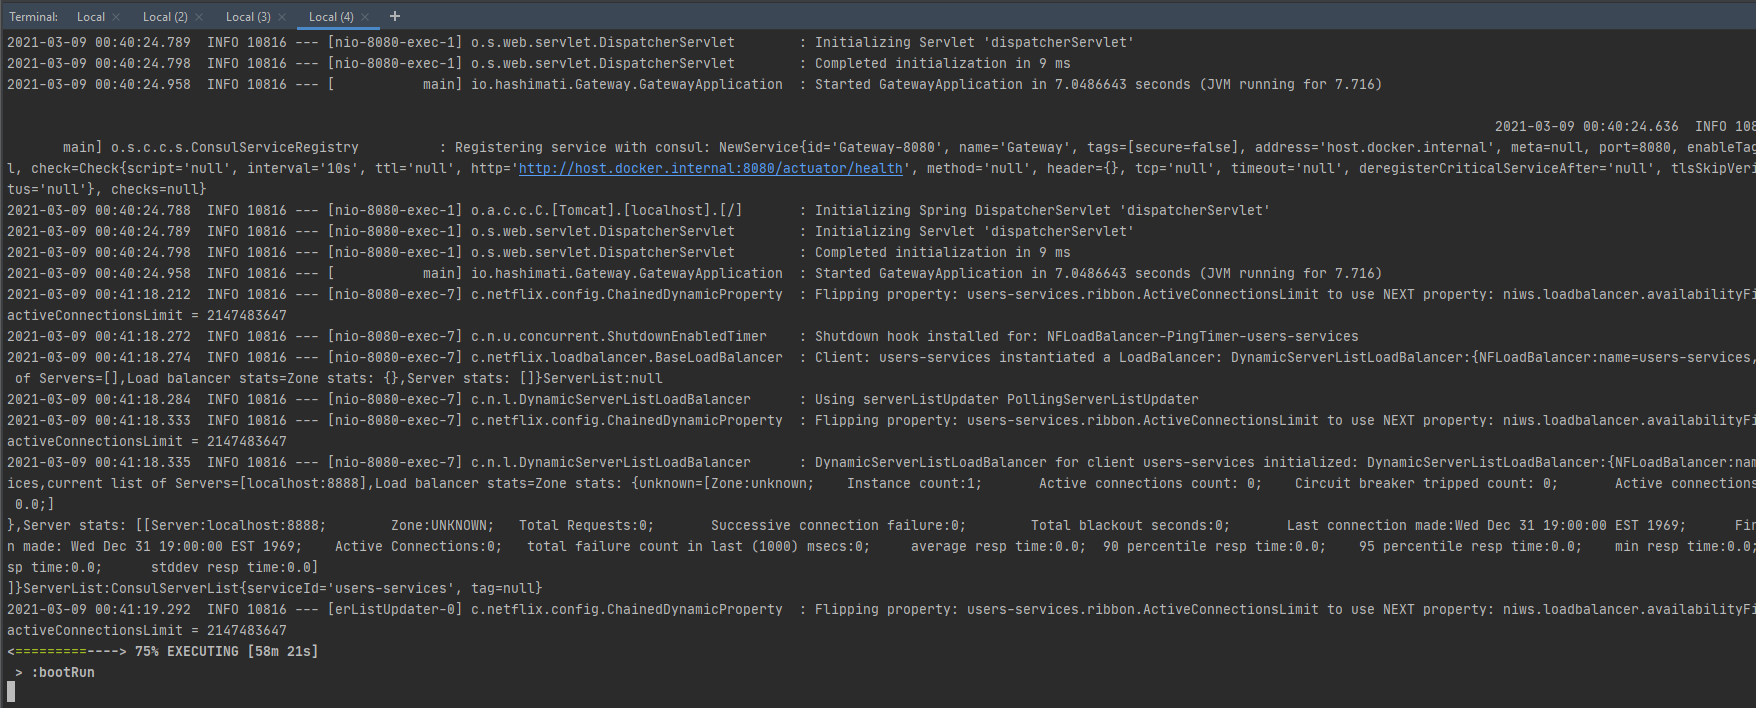 Terminal: Local × Local (2) × Local (3) × Local (4) × +
2021-03-09 00:40:24.789  INFO 10816 --- [nio-8080-exec-1] o.s.web.servlet.DispatcherServlet        : Initializing Servlet 'dispatcherServlet'
2021-03-09 00:40:24.798  INFO 10816 --- [nio-8080-exec-1] o.s.web.servlet.DispatcherServlet        : Completed initialization in 9 ms
2021-03-09 00:40:24.958  INFO 10816 --- [           main] io.hashimati.Gateway.GatewayApplication  : Started GatewayApplication in 7.0486643 seconds (JVM running for 7.716)
2021-03-09 00:40:24.636  INFO 108
main] o.s.c.c.s.ConsulServiceRegistry          : Registering service with consul: NewService{id='Gateway-8080', name='Gateway', tags=[secure=false], address='host.docker.internal', meta=null, port=8080, enableTag
l, check=Check{script='null', interval='10s', ttl='null', http='http://host.docker.internal:8080/actuator/health', method='null', header={}, tcp='null', timeout='null', deregisterCriticalServiceAfter='null', tlsSkipVeri
tus='null'}, checks=null}
2021-03-09 00:40:24.788  INFO 10816 --- [nio-8080-exec-1] o.a.c.c.C.[Tomcat].[localhost].[/]       : Initializing Spring DispatcherServlet 'dispatcherServlet'
2021-03-09 00:40:24.789  INFO 10816 --- [nio-8080-exec-1] o.s.web.servlet.DispatcherServlet        : Initializing Servlet 'dispatcherServlet'
2021-03-09 00:40:24.798  INFO 10816 --- [nio-8080-exec-1] o.s.web.servlet.DispatcherServlet        : Completed initialization in 9 ms
2021-03-09 00:40:24.958  INFO 10816 --- [           main] io.hashimati.Gateway.GatewayApplication  : Started GatewayApplication in 7.0486643 seconds (JVM running for 7.716)
2021-03-09 00:41:18.212  INFO 10816 --- [nio-8080-exec-7] c.netflix.config.ChainedDynamicProperty  : Flipping property: users-services.ribbon.ActiveConnectionsLimit to use NEXT property: niws.loadbalancer.availabilityFi
activeConnectionsLimit = 2147483647
2021-03-09 00:41:18.272  INFO 10816 --- [nio-8080-exec-7] c.n.u.concurrent.ShutdownEnabledTimer    : Shutdown hook installed for: NFLoadBalancer-PingTimer-users-services
2021-03-09 00:41:18.274  INFO 10816 --- [nio-8080-exec-7] c.netflix.loadbalancer.BaseLoadBalancer  : Client: users-services instantiated a LoadBalancer: DynamicServerListLoadBalancer:{NFLoadBalancer:name=users-services,
of Servers=[],Load balancer stats=Zone stats: {},Server stats: []}ServerList:null
2021-03-09 00:41:18.284  INFO 10816 --- [nio-8080-exec-7] c.n.l.DynamicServerListLoadBalancer      : Using serverListUpdater PollingServerListUpdater
2021-03-09 00:41:18.333  INFO 10816 --- [nio-8080-exec-7] c.netflix.config.ChainedDynamicProperty  : Flipping property: users-services.ribbon.ActiveConnectionsLimit to use NEXT property: niws.loadbalancer.availabilityFi
activeConnectionsLimit = 2147483647
2021-03-09 00:41:18.335  INFO 10816 --- [nio-8080-exec-7] c.n.l.DynamicServerListLoadBalancer      : DynamicServerListLoadBalancer for client users-services initialized: DynamicServerListLoadBalancer:{NFLoadBalancer:nam
ices,current list of Servers=[localhost:8888],Load balancer stats=Zone stats: {unknown=[Zone:unknown;    Instance count:1;       Active connections count: 0;    Circuit breaker tripped count: 0;       Active connections
0.0;]
},Server stats: [[Server:localhost:8888;        Zone:UNKNOWN;   Total Requests:0;       Successive connection failure:0;        Total blackout seconds:0;       Last connection made:Wed Dec 31 19:00:00 EST 1969;      Fir
n made: Wed Dec 31 19:00:00 EST 1969;    Active Connections:0;   total failure count in last (1000) msecs:0;     average resp time:0.0;  90 percentile resp time:0.0;    95 percentile resp time:0.0;    min resp time:0.0;
sp time:0.0;      stddev resp time:0.0]
]}ServerList:ConsulServerList{serviceId='users-services', tag=null}
2021-03-09 00:41:19.292  INFO 10816 --- [erListUpdater-0] c.netflix.config.ChainedDynamicProperty  : Flipping property: users-services.ribbon.ActiveConnectionsLimit to use NEXT property: niws.loadbalancer.availabilityFi
activeConnectionsLimit = 2147483647
<=========----> 75% EXECUTING [58m 21s]
> :bootRun